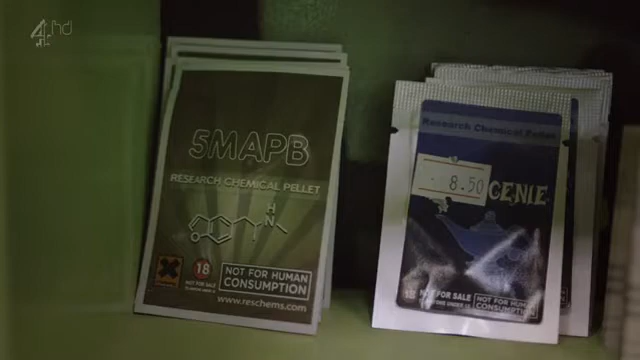 4hd
5MAPB
RESEARCH CHEMICAL PELLET
H
N
O
18
NOT FOR SALE
NOT FOR HUMAN
CONSUMPTION
www.reschems.com
Research Chemical Pellet
8.50
GENIE
18
NOT FOR SALE
NOT FOR HUMAN
CONSUMPTION